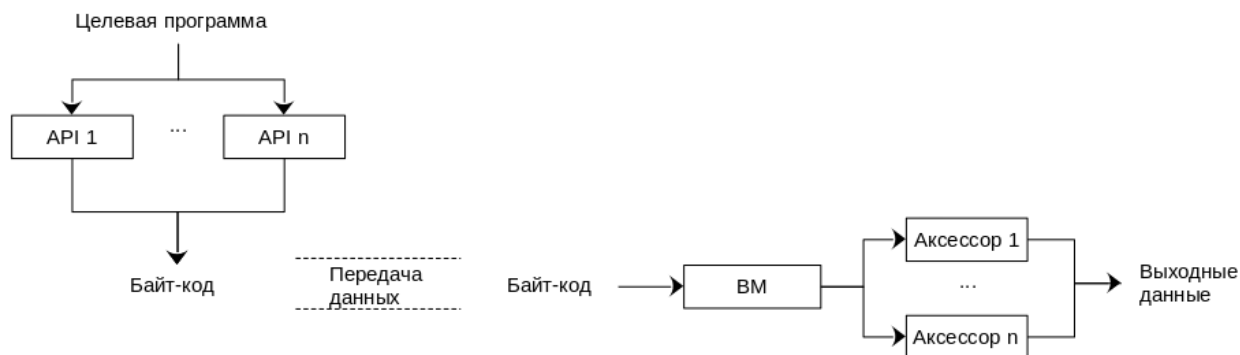 Целевая программа
API 1
...
API n
Байт-код
Передача
данных
Байт-код
ВМ
Аксессор 1
...
Аксессор n
Выходные
данные